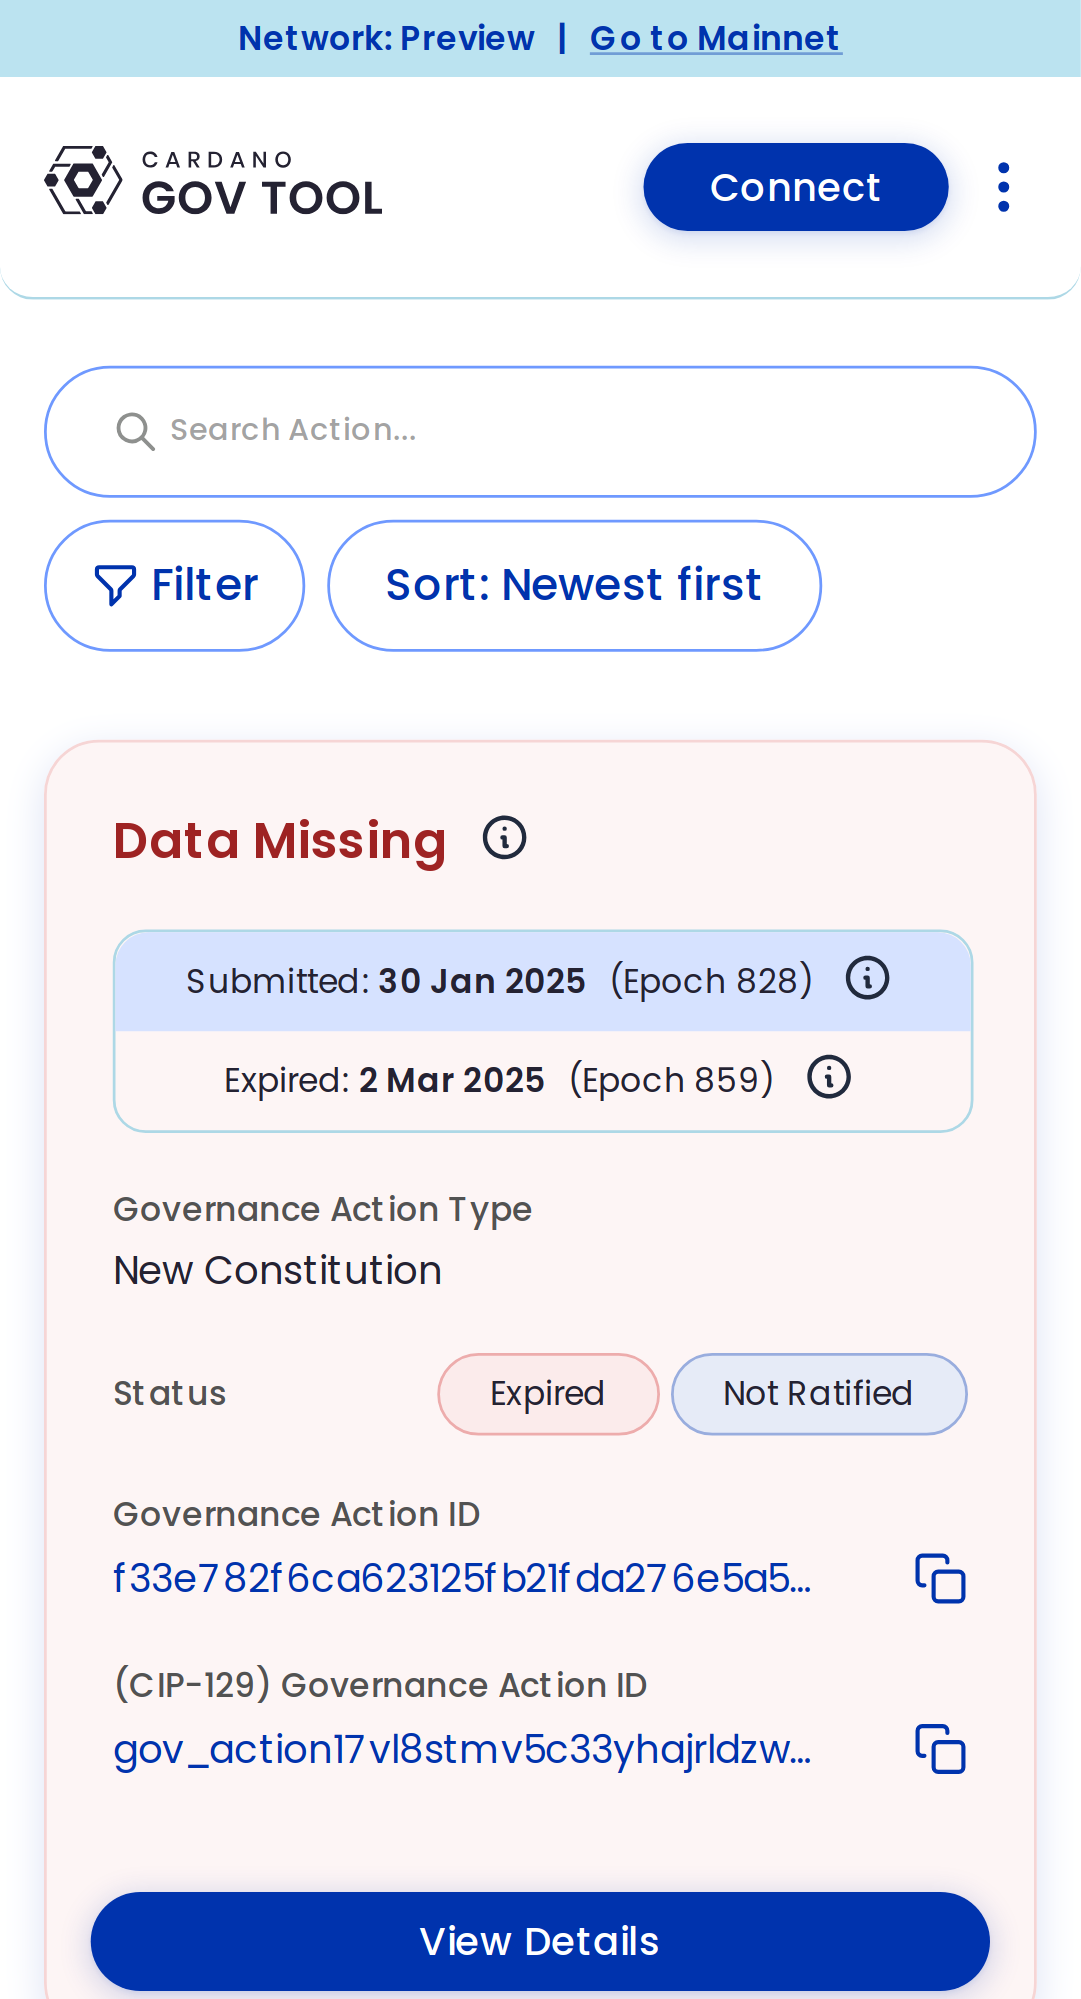 Network: Preview | Go to Mainnet
CARDANO
GOV TOOL
Connect
Search Action...
Filter
Sort: Newest first
Data Missing
Submitted: 30 Jan 2025 (Epoch 828)
Expired: 2 Mar 2025 (Epoch 859)
Governance Action Type
New Constitution
Status
Expired
Not Ratified
Governance Action ID
f33e782f6ca623125fb21fda276e5a5...
(CIP-129) Governance Action ID
gov_action17vl8stmv5c33yhajrldzw...
View Details